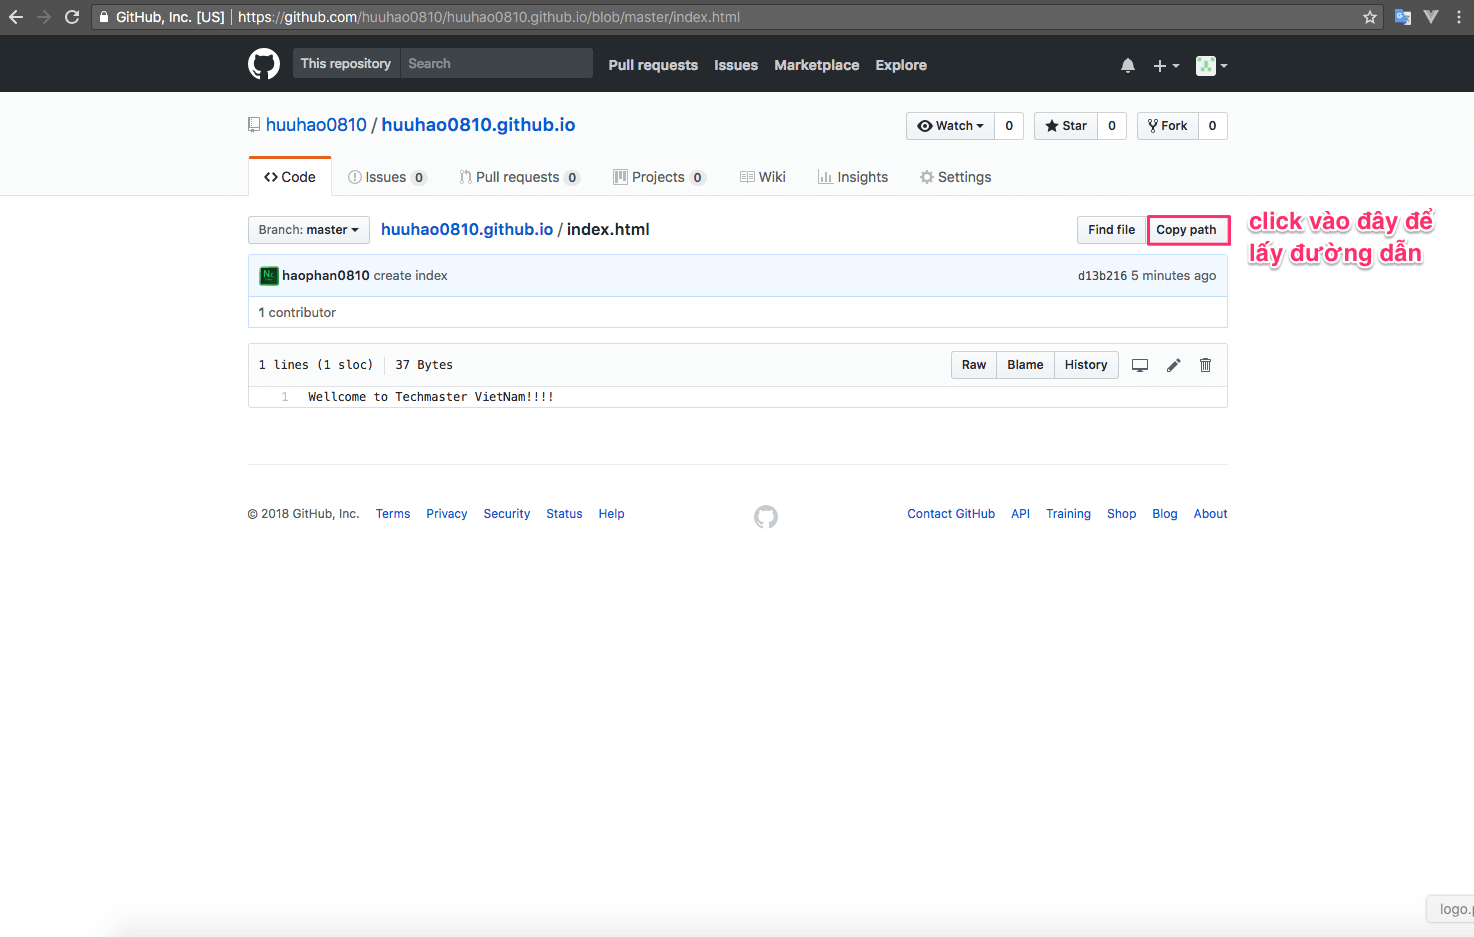 GitHub, Inc. [US] | https://github.com/huuhao0810/huuhao0810.github.io/blob/master/index.html
This repository Search Pull requests Issues Marketplace Explore
huuhao0810 / huuhao0810.github.io Watch 0 Star 0 Fork 0
<> Code Issues 0 Pull requests 0 Projects 0 Wiki Insights Settings
Branch: master huuhao0810.github.io / index.html Find file Copy path
click vào đây để
lấy đường dẫn
Nc haophan0810 create index d13b216 5 minutes ago
1 contributor
1 lines (1 sloc) 37 Bytes Raw Blame History
1 Wellcome to Techmaster VietNam!!!!
© 2018 GitHub, Inc. Terms Privacy Security Status Help Contact GitHub API Training Shop Blog About